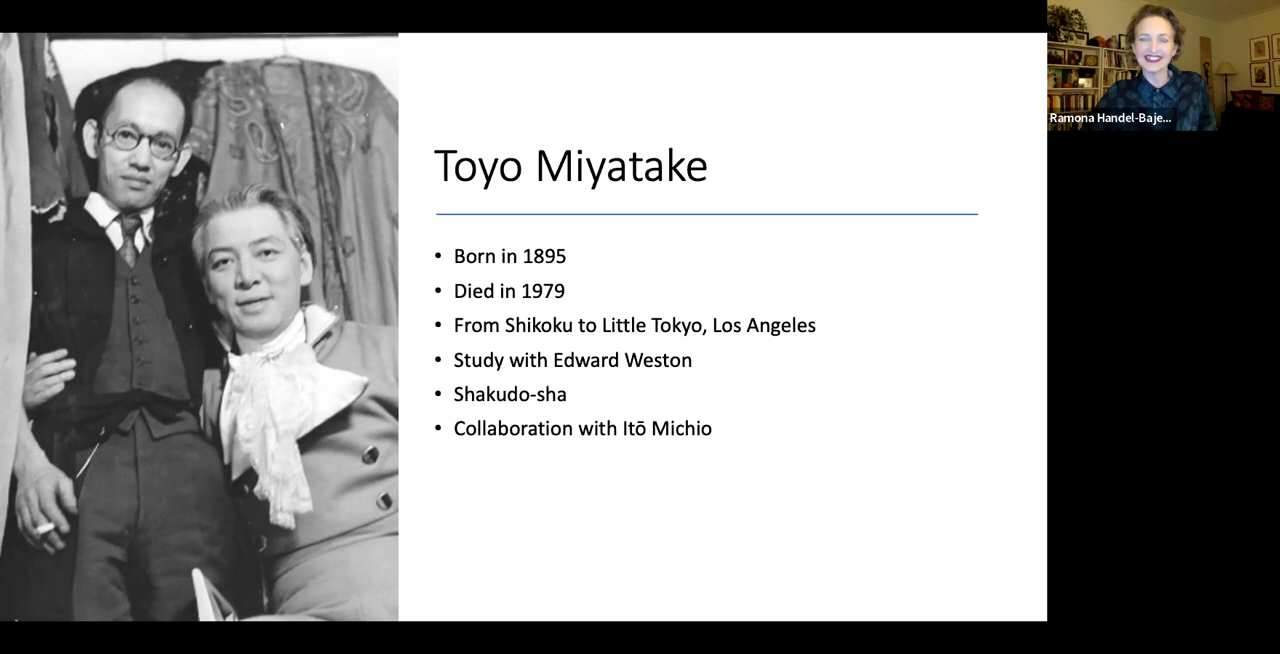 Ramona Handel-Baje...
Toyo Miyatake
• Born in 1895
• Died in 1979
• From Shikoku to Little Tokyo, Los Angeles
• Study with Edward Weston
• Shakudo-sha
• Collaboration with Itō Michio